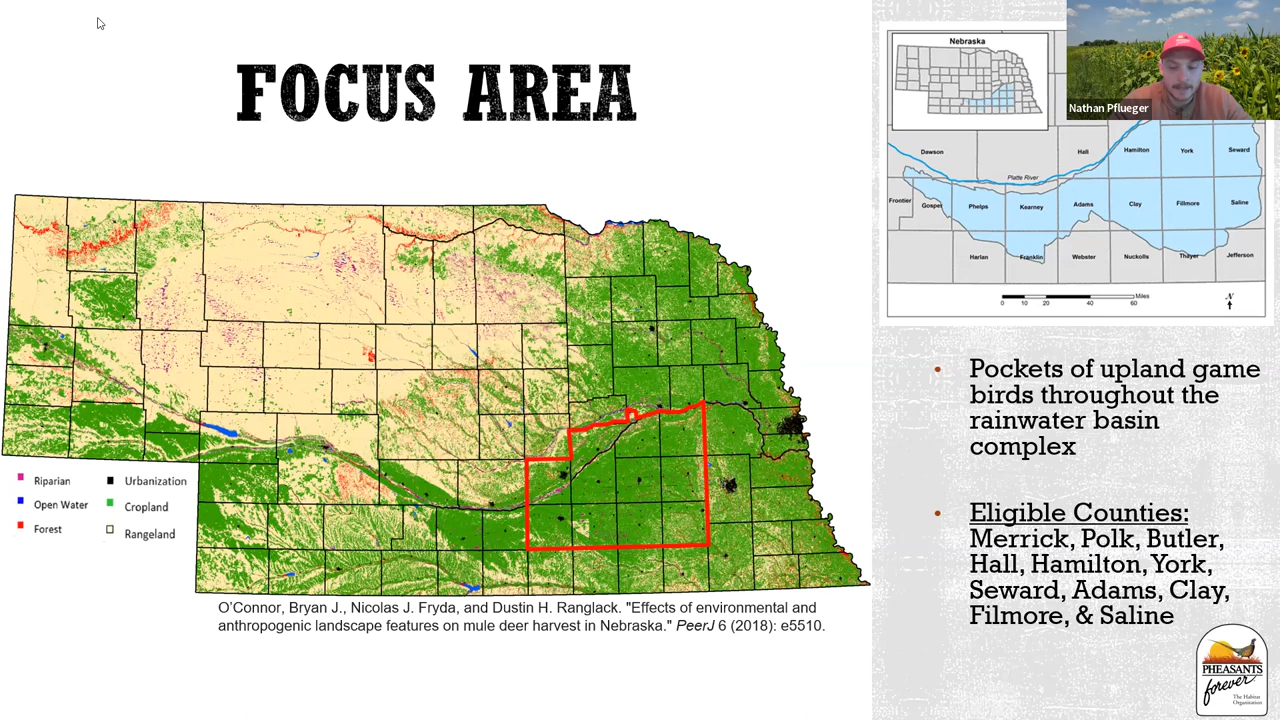 FOCUS AREA
Riparian
Open Water
Forest
Urbanization
Cropland
Rangeland
O'Connor, Bryan J., Nicolas J. Fryda, and Dustin H. Ranglack. "Effects of environmental and
anthropogenic landscape features on mule deer harvest in Nebraska." PeerJ 6 (2018): e5510.
Nebraska
Nathan Pflueger
Dawson
Hall
Hamilton
York
Seward
Platte River
Frontier
Gosper
Phelps
Kearney
Adams
Clay
Fillmore
Saline
Harlan
Franklin
Webster
Nuckolls
Thayer
Jefferson
0 10 20 40 60 Miles
N
• Pockets of upland game
birds throughout the
rainwater basin
complex
• Eligible Counties:
Merrick, Polk, Butler,
Hall, Hamilton, York,
Seward, Adams, Clay,
Filmore, & Saline
PHEASANTS
forever
The Habitat
Organization